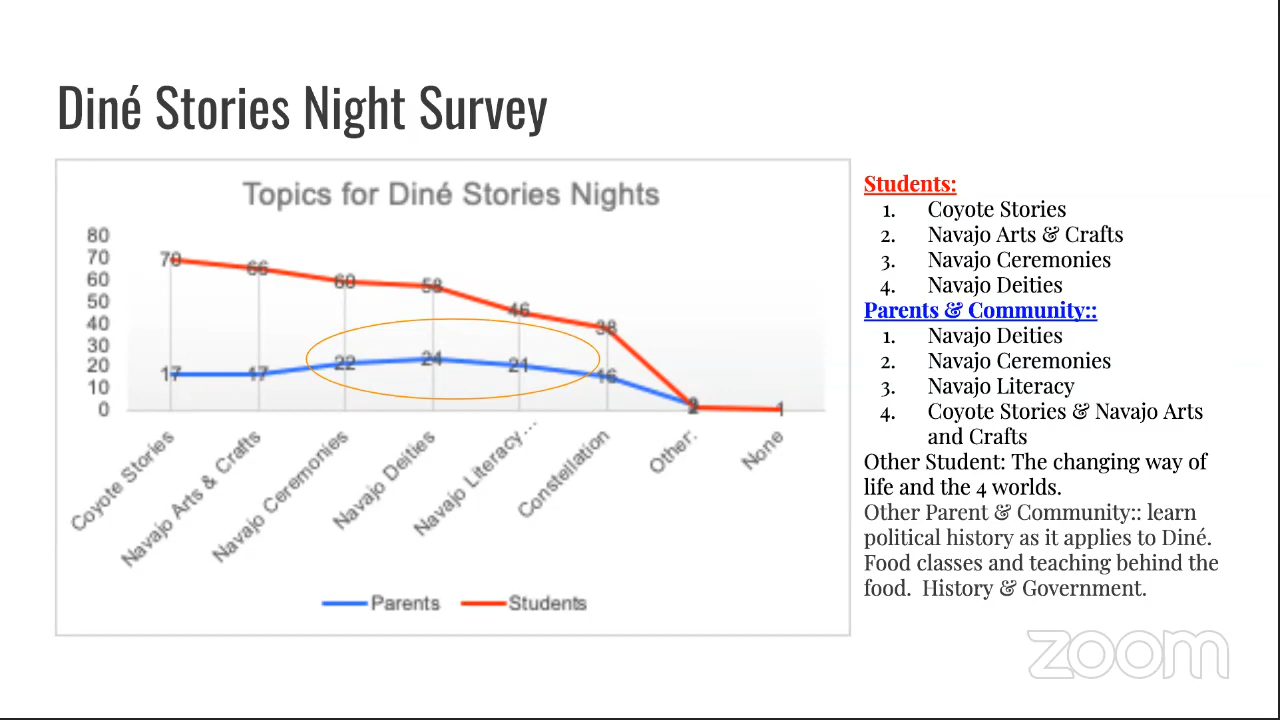 Diné Stories Night Survey
Topics for Diné Stories Nights
80
70
60
50
40
30
20
10
0
70
66
60
58
46
38
17
17
22
24
21
16
1
Coyote Stories
Navajo Arts & Crafts
Navajo Ceremonies
Navajo Deities
Navajo Literacy...
Constellation
Other:
None
Parents
Students
Students:
1. Coyote Stories
2. Navajo Arts & Crafts
3. Navajo Ceremonies
4. Navajo Deities
Parents & Community::
1. Navajo Deities
2. Navajo Ceremonies
3. Navajo Literacy
4. Coyote Stories & Navajo Arts
and Crafts
Other Student: The changing way of
life and the 4 worlds.
Other Parent & Community:: learn
political history as it applies to Diné.
Food classes and teaching behind the
food. History & Government.
zoom